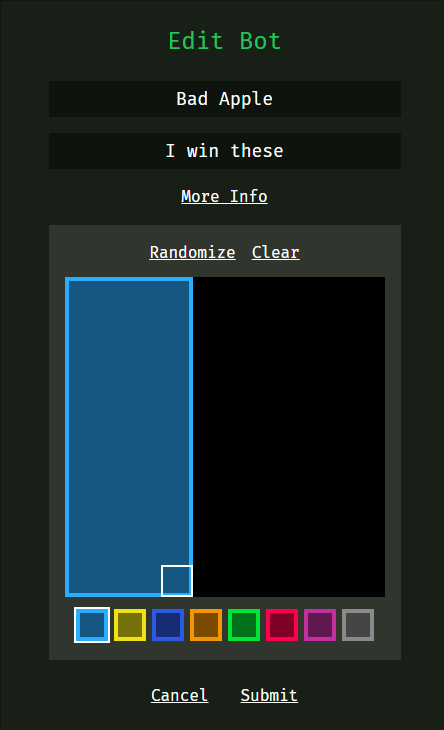 Edit Bot
Bad Apple
I win these
More Info
Randomize Clear
Cancel Submit